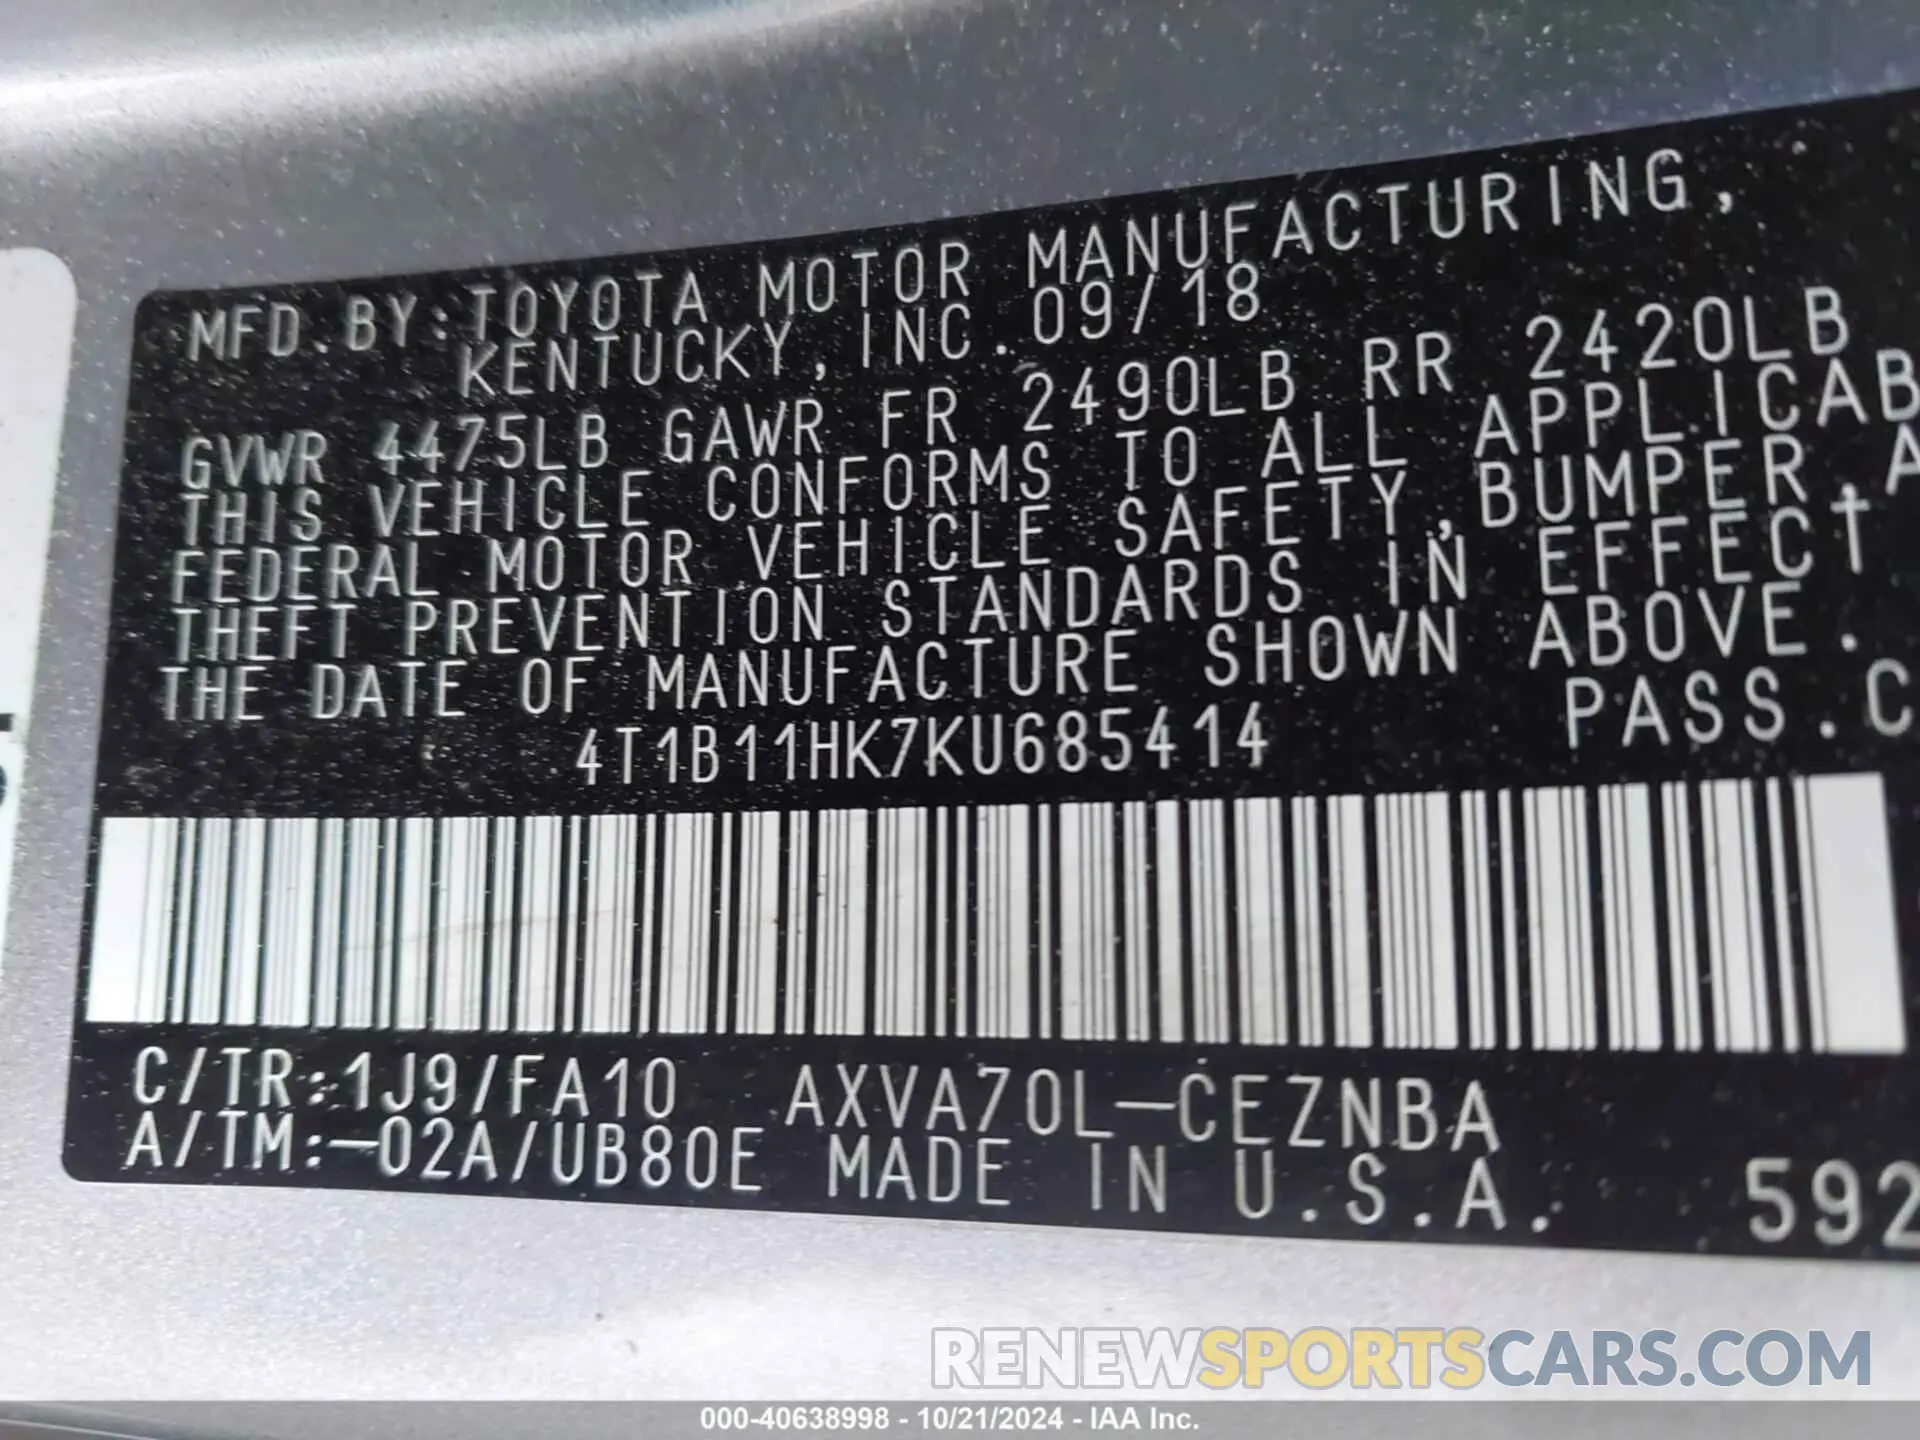 MFD.BY:TOYOTA MOTOR MANUFACTURING,
KENTUCKY, INC. 09/18
GVWR 4475LB GAWR FR 2490LB RR 2420LB
THIS VEHICLE CONFORMS TO ALL APPLICAB
FEDERAL MOTOR VEHICLE SAFETY,BUMPER,A
THEFT PREVENTION STANDARDS IN EFFECT
THE DATE OF MANUFACTURE SHOWN ABOVE.
4T1B11HK7KU685414 PASS.C
C/TR:1J9/FA10 AXVA70L-CEZNBA
A/TM:-02A/UB80E MADE IN U.S.A. 592
RENEWSPORTSCARS.COM
000-40638998 - 10/21/2024 - IAA Inc.